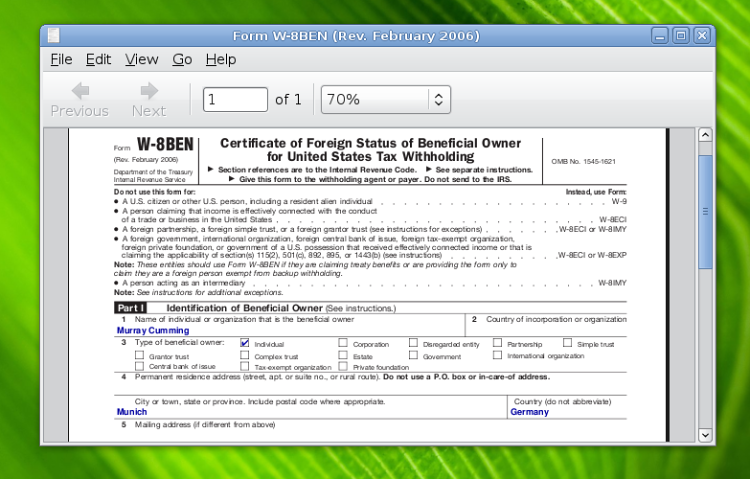 Form W-8BEN (Rev. February 2006)
File Edit View Go Help
Previous Next 1 of 1 70%
Form W-8BEN
(Rev. February 2006)
Department of the Treasury
Internal Revenue Service
Certificate of Foreign Status of Beneficial Owner
for United States Tax Withholding
► Section references are to the Internal Revenue Code. ► See separate instructions.
► Give this form to the withholding agent or payer. Do not send to the IRS.
OMB No. 1545-1621
Do not use this form for: Instead, use Form:
● A U.S. citizen or other U.S. person, including a resident alien individual . . . . . . . . . . . . . . . . . . . W-9
● A person claiming that income is effectively connected with the conduct
of a trade or business in the United States . . . . . . . . . . . . . . . . . . . . . . . . . W-8ECI
● A foreign partnership, a foreign simple trust, or a foreign grantor trust (see instructions for exceptions) . . . . . . W-8ECI or W-8IMY
● A foreign government, international organization, foreign central bank of issue, foreign tax-exempt organization,
foreign private foundation, or government of a U.S. possession that received effectively connected income or that is
claiming the applicability of section(s) 115(2), 501(c), 892, 895, or 1443(b) (see instructions) . . . . . . . . W-8ECI or W-8EXP
Note: These entities should use Form W-8BEN if they are claiming treaty benefits or are providing the form only to
claim they are a foreign person exempt from backup withholding.
● A person acting as an intermediary . . . . . . . . . . . . . . . . . . . . . . . . . . . W-8IMY
Note: See instructions for additional exceptions.
Part I Identification of Beneficial Owner (See instructions.)
1 Name of individual or organization that is the beneficial owner 2 Country of incorporation or organization
Murray Cumming
3 Type of beneficial owner: Individual Corporation Disregarded entity Partnership Simple trust
Grantor trust Complex trust Estate Government International organization
Central bank of issue Tax-exempt organization Private foundation
4 Permanent residence address (street, apt. or suite no., or rural route). Do not use a P.O. box or in-care-of address.
City or town, state or province. Include postal code where appropriate. Country (do not abbreviate)
Munich Germany
5 Mailing address (if different from above)